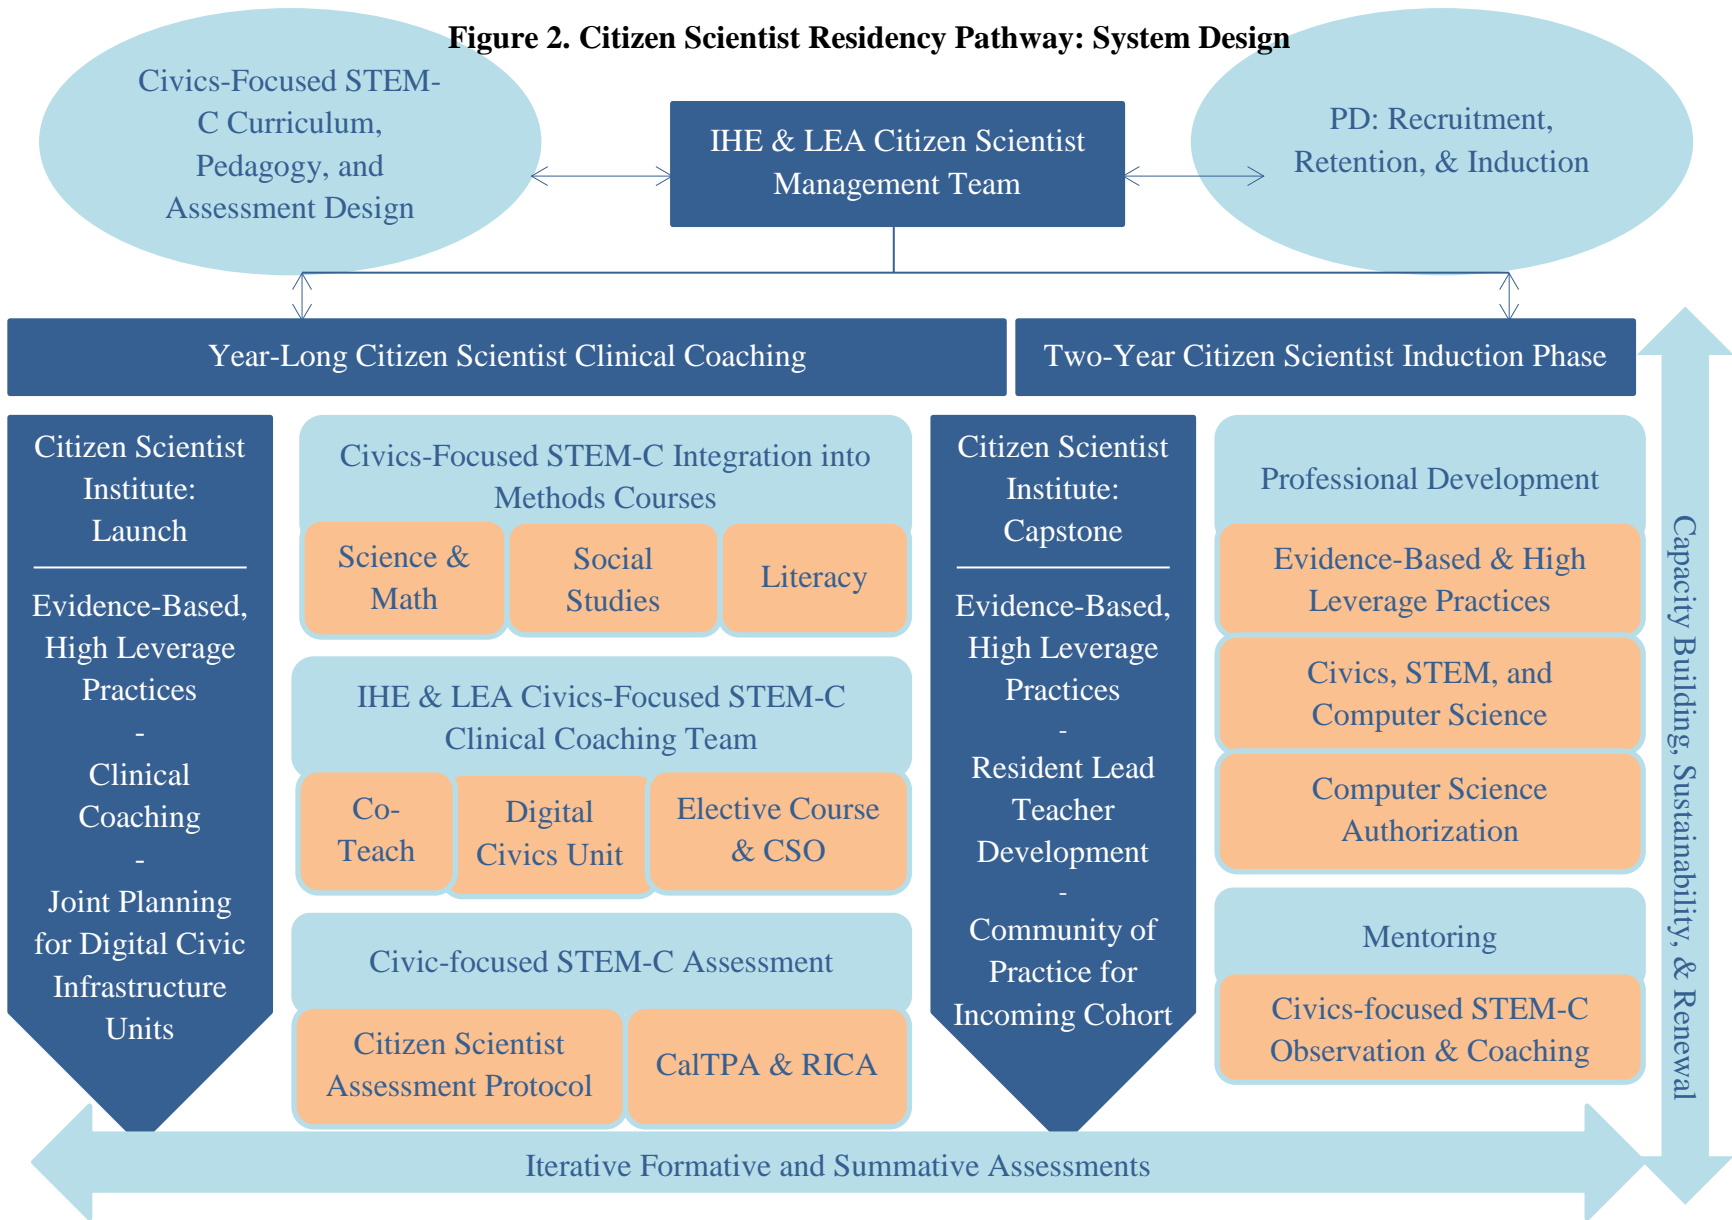 Figure 2. Citizen Scientist Residency Pathway: System Design
Civics-Focused STEM-
C Curriculum,
Pedagogy, and
Assessment Design
IHE & LEA Citizen Scientist
Management Team
PD: Recruitment,
Retention, & Induction
Year-Long Citizen Scientist Clinical Coaching
Two-Year Citizen Scientist Induction Phase
Citizen Scientist
Institute:
Launch
Evidence-Based,
High Leverage
Practices
-
Clinical
Coaching
-
Joint Planning
for Digital Civic
Infrastructure
Units
Civics-Focused STEM-C Integration into
Methods Courses
Science &
Math
Social
Studies
Literacy
IHE & LEA Civics-Focused STEM-C
Clinical Coaching Team
Co-
Teach
Digital
Civics Unit
Elective Course
& CSO
Civic-focused STEM-C Assessment
Citizen Scientist
Assessment Protocol
CalTPA & RICA
Citizen Scientist
Institute:
Capstone
Evidence-Based,
High Leverage
Practices
-
Resident Lead
Teacher
Development
-
Community of
Practice for
Incoming Cohort
Professional Development
Evidence-Based & High
Leverage Practices
Civics, STEM, and
Computer Science
Computer Science
Authorization
Mentoring
Civics-focused STEM-C
Observation & Coaching
Capacity Building, Sustainability, & Renewal
Iterative Formative and Summative Assessments